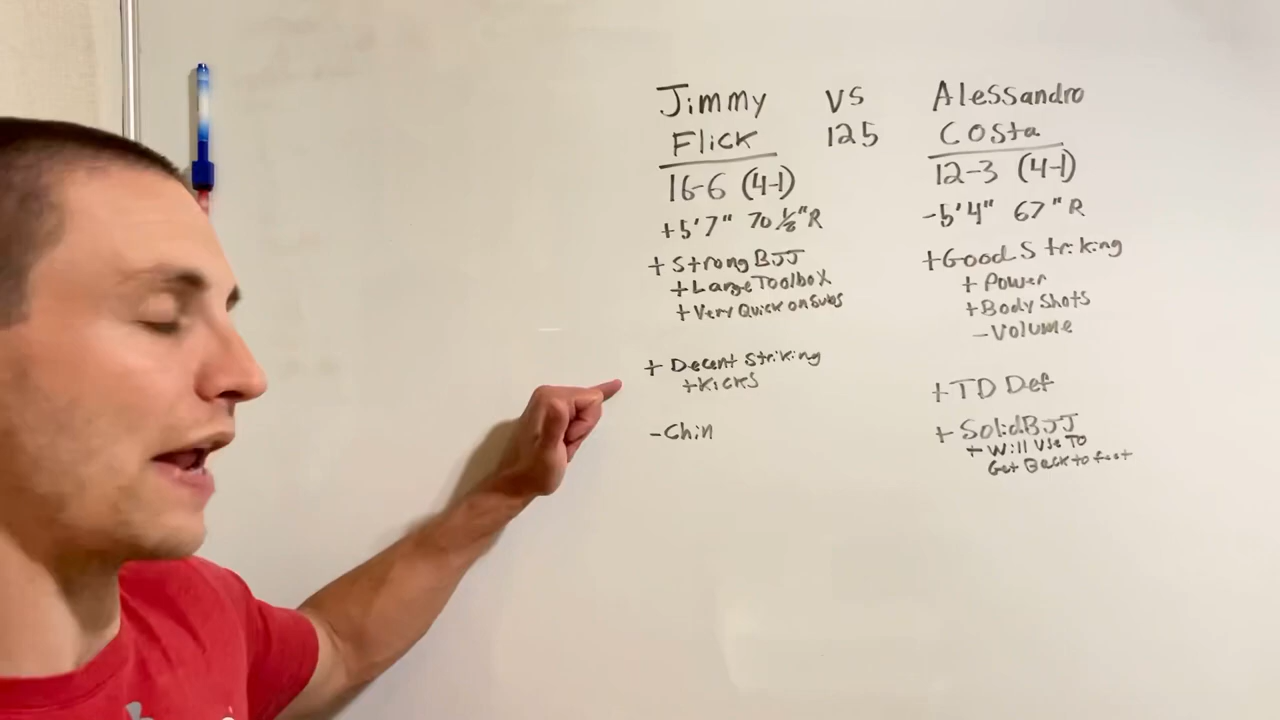 Jimmy VS Alessandro
Flick 125 Costa
16-6 (4-1) 12-3 (4-1)
+5'7" 70 1/8" R -5'4" 67" R
+ Strong BJJ
+ Large Toolbox
+ Very Quick on Subs
+ Decent Striking
+ Kicks
- Chin
+ Good Striking
+ Power
+ Body Shots
- Volume
+ TD Def
+ Solid BJJ
+ Will Use To
Get Back to feet